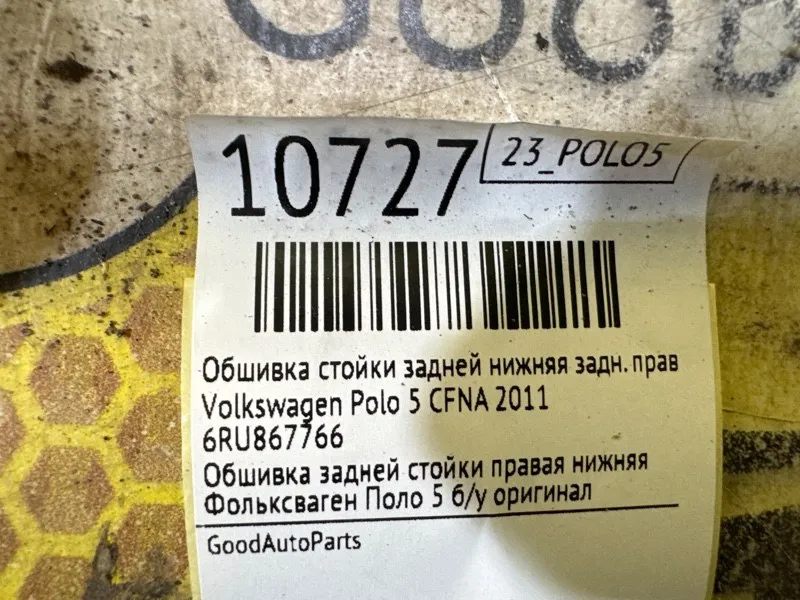 10727
23_POLO5
Обшивка стойки задней нижняя задн. прав
Volkswagen Polo 5 CFNA 2011
6RU867766
Обшивка задней стойки правая нижняя
Фольксваген Поло 5 б/у оригинал
GoodAutoParts